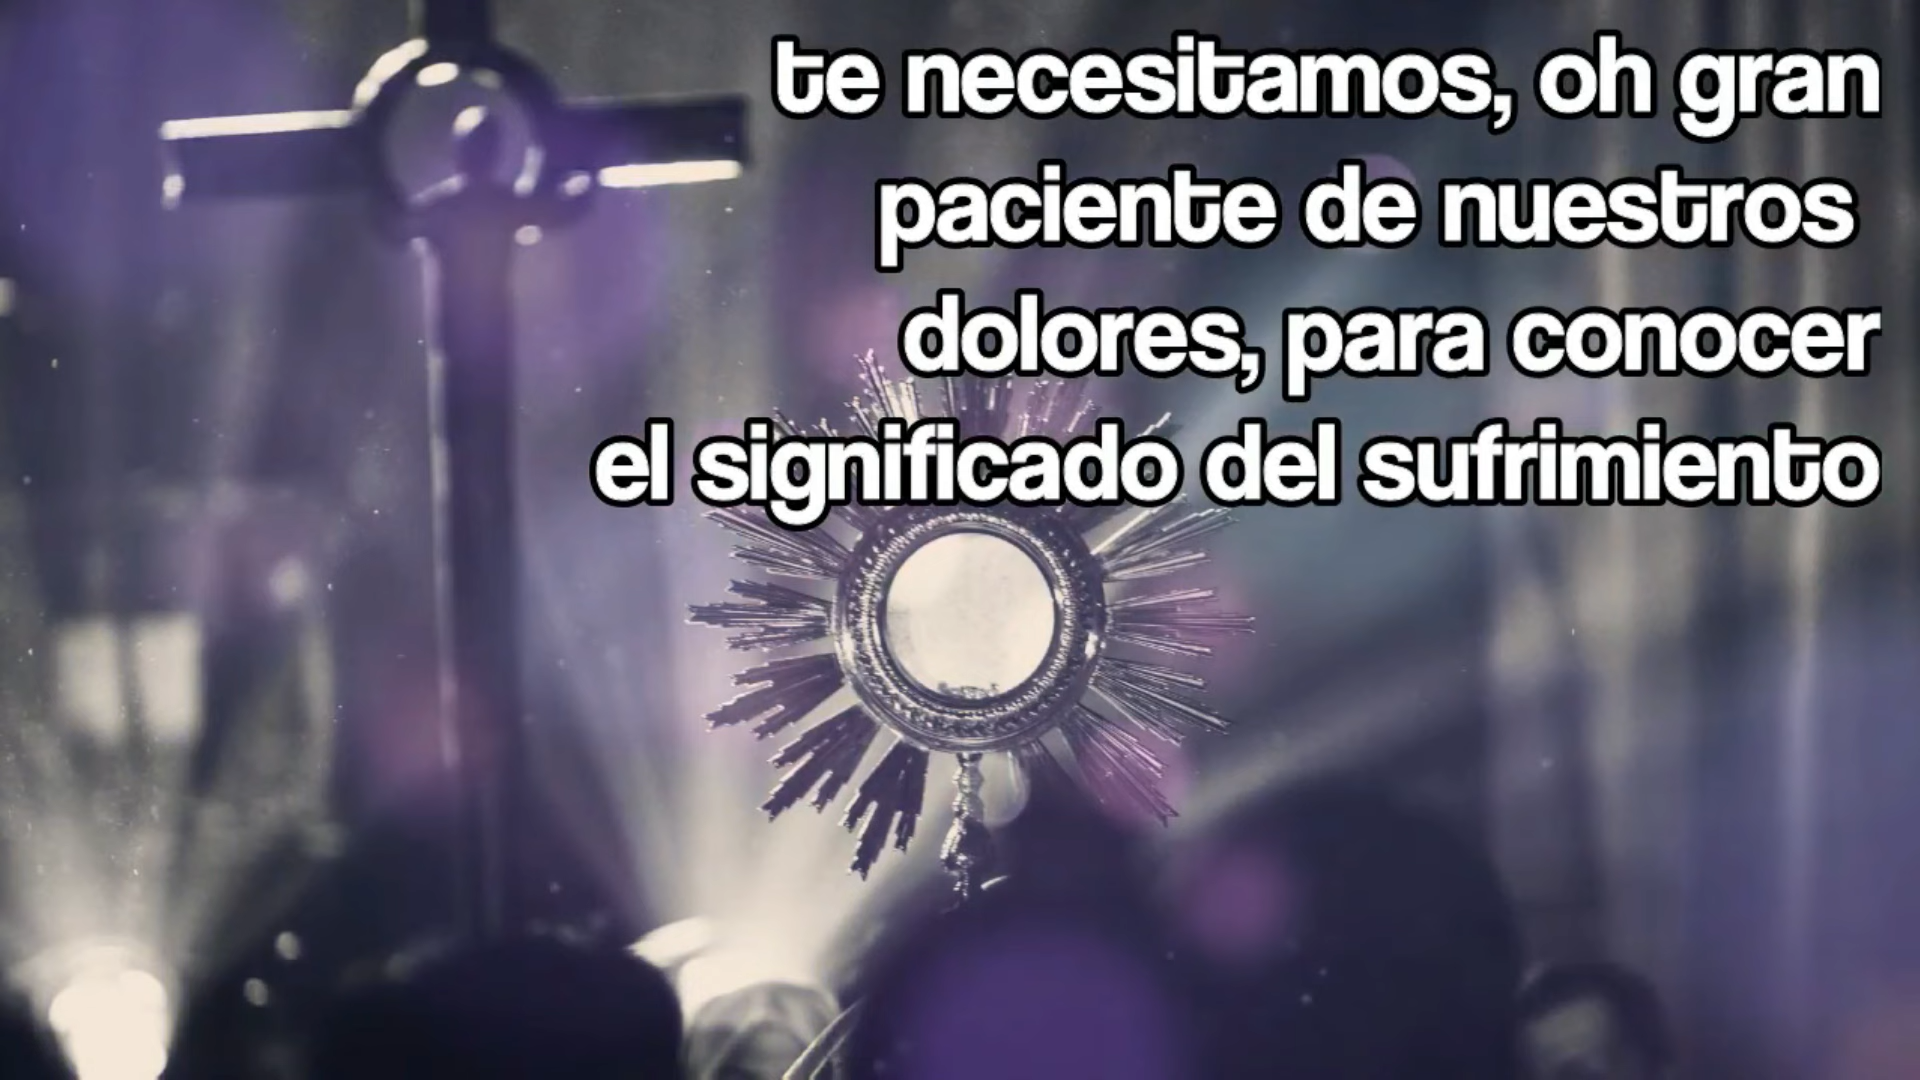 te necesitamos, oh gran
paciente de nuestros
dolores, para conocer
el significado del sufrimiento